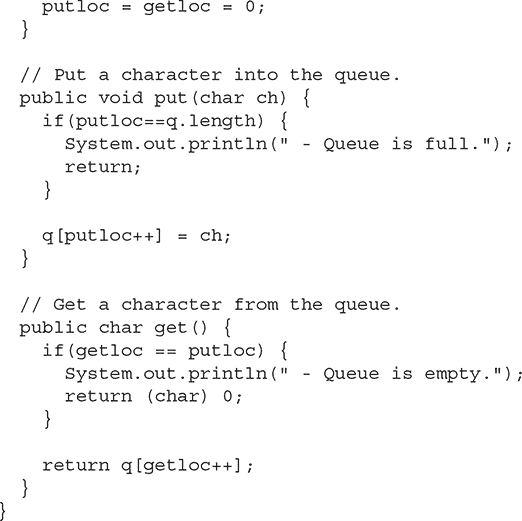 putloc = getloc = 0;
  }

  // Put a character into the queue.
  public void put(char ch) {
    if(putloc==q.length) {
      System.out.println(" - Queue is full.");
      return;
    }

    q[putloc++] = ch;
  }

  // Get a character from the queue.
  public char get() {
    if(getloc == putloc) {
      System.out.println(" - Queue is empty.");
      return (char) 0;
    }

    return q[getloc++];
  }
}